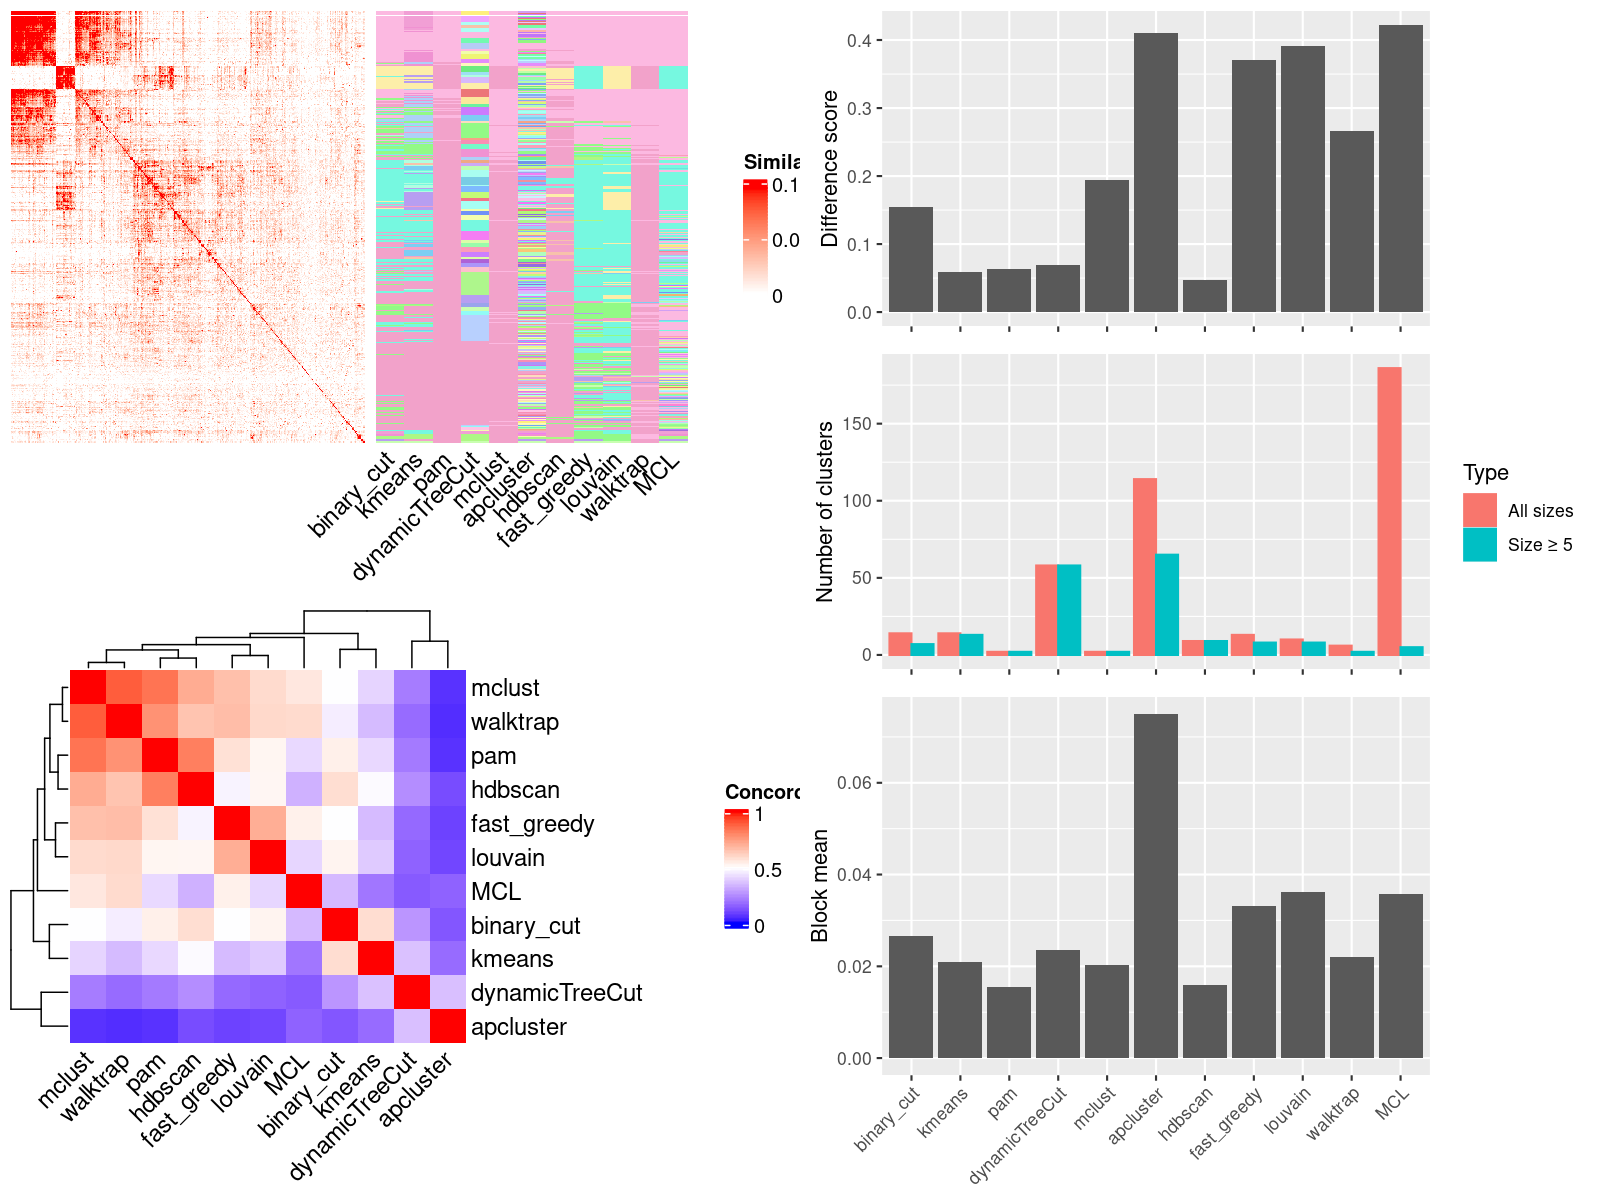 Simila
0.1
0.0
0
binary_cut
kmeans
pam
dynamicTreeCut
mclust
apcluster
hdbscan
fast_greedy
louvain
walktrap
MCL
mclust
walktrap
pam
hdbscan
fast_greedy
louvain
MCL
binary_cut
kmeans
dynamicTreeCut
apcluster
mclust
walktrap
pam
hdbscan
fast_greedy
louvain
MCL
binary_cut
kmeans
dynamicTreeCut
apcluster
Concord
1
0.5
0
Difference score
0.4
0.3
0.2
0.1
0.0
Number of clusters
150
100
50
0
Type
All sizes
Size ≥ 5
Block mean
0.06
0.04
0.02
0.00
binary_cut
kmeans
pam
dynamicTreeCut
mclust
apcluster
hdbscan
fast_greedy
louvain
walktrap
MCL